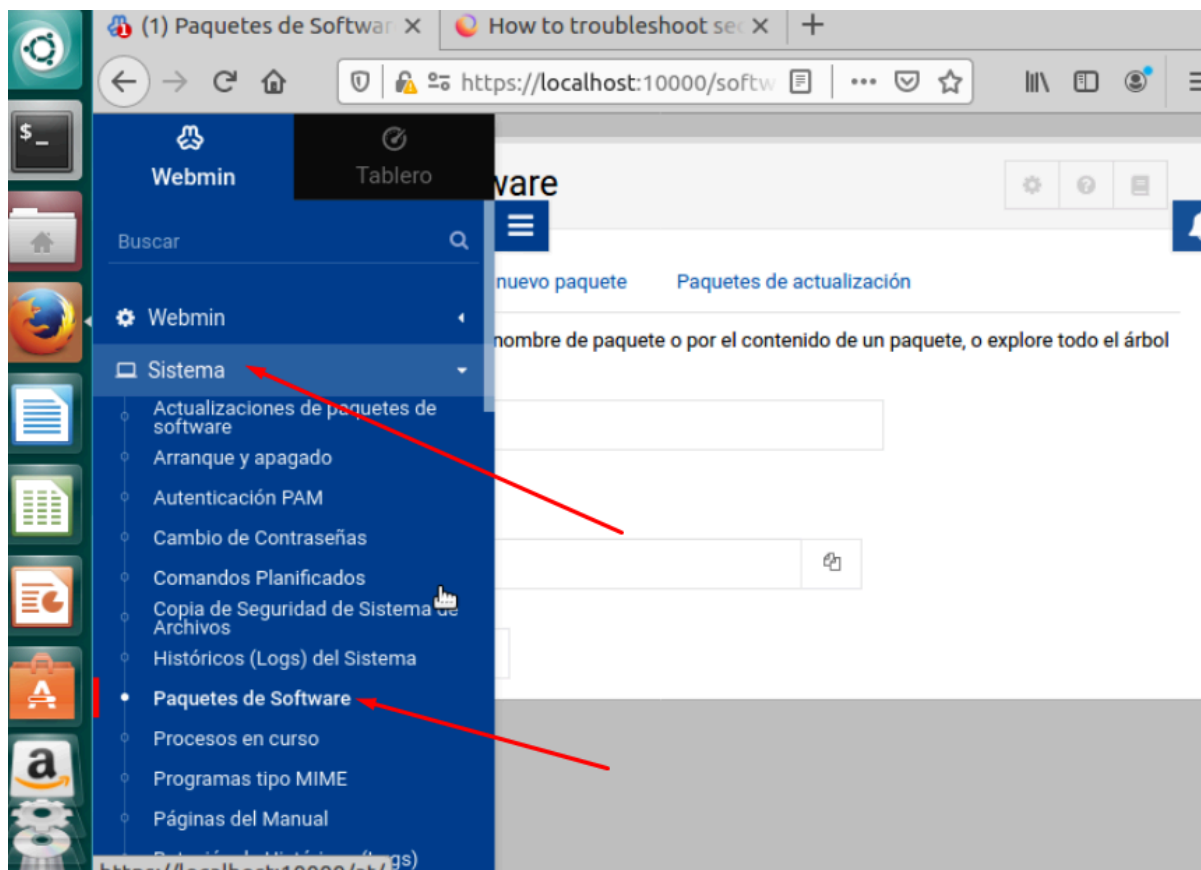 (1) Paquetes de Softwar
How to troubleshoot sec
https://localhost:10000/softw
Webmin
Tablero
ware
Buscar
nuevo paquete
Paquetes de actualización
Webmin
nombre de paquete o por el contenido de un paquete, o explore todo el árbol
Sistema
Actualizaciones de paquetes de
software
Arranque y apagado
Autenticación PAM
Cambio de Contraseñas
Comandos Planificados
Copia de Seguridad de Sistema de
Archivos
Históricos (Logs) del Sistema
Paquetes de Software
Procesos en curso
Programas tipo MIME
Páginas del Manual